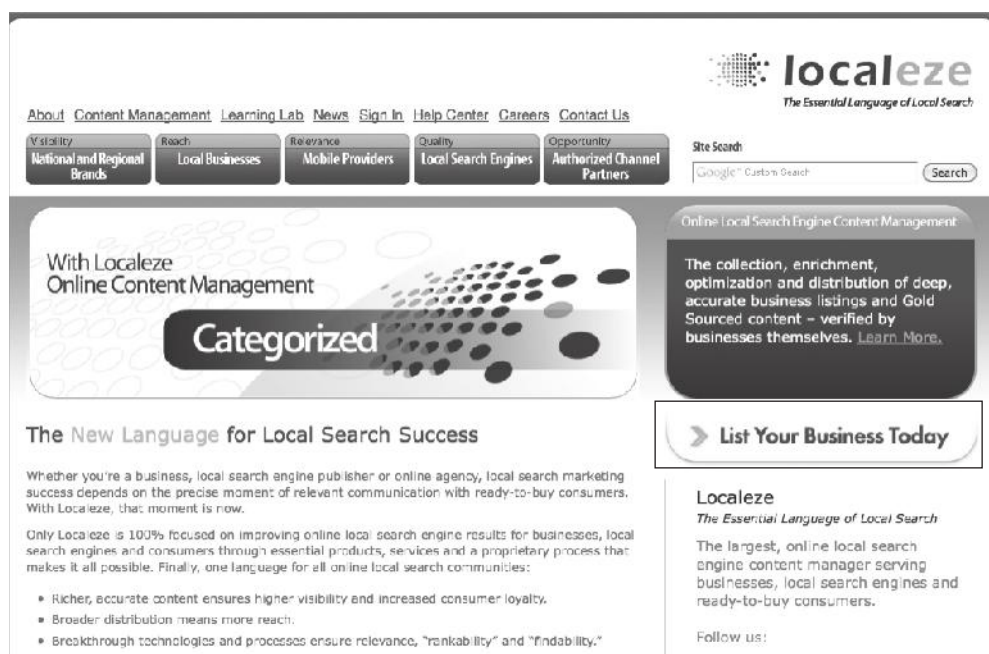 localeze
The Essential Language of Local Search
About Content Management Learning Lab News Sign In Help Center Careers Contact Us
Visibility
National and Regional
Brands
Reach
Local Businesses
Relevance
Mobile Providers
Quality
Local Search Engines
Opportunity
Authorized Channel
Partners
Site Search
Google™ Custom Search
Search
With Localeze
Online Content Management
Categorized
Online Local Search Engine Content Management
The collection, enrichment,
optimization and distribution of deep,
accurate business listings and Gold
Sourced content – verified by
businesses themselves. Learn More.
List Your Business Today
The New Language for Local Search Success
Whether you're a business, local search engine publisher or online agency, local search marketing
success depends on the precise moment of relevant communication with ready-to-buy consumers.
With Localeze, that moment is now.
Only Localeze is 100% focused on improving online local search engine results for businesses, local
search engines and consumers through essential products, services and a proprietary process that
makes it all possible. Finally, one language for all online local search communities:
• Richer, accurate content ensures higher visibility and increased consumer loyalty.
• Broader distribution means more reach.
• Breakthrough technologies and processes ensure relevance, "rankability" and "findability."
Localeze
The Essential Language of Local Search
The largest, online local search
engine content manager serving
businesses, local search engines and
ready-to-buy consumers.
Follow us: